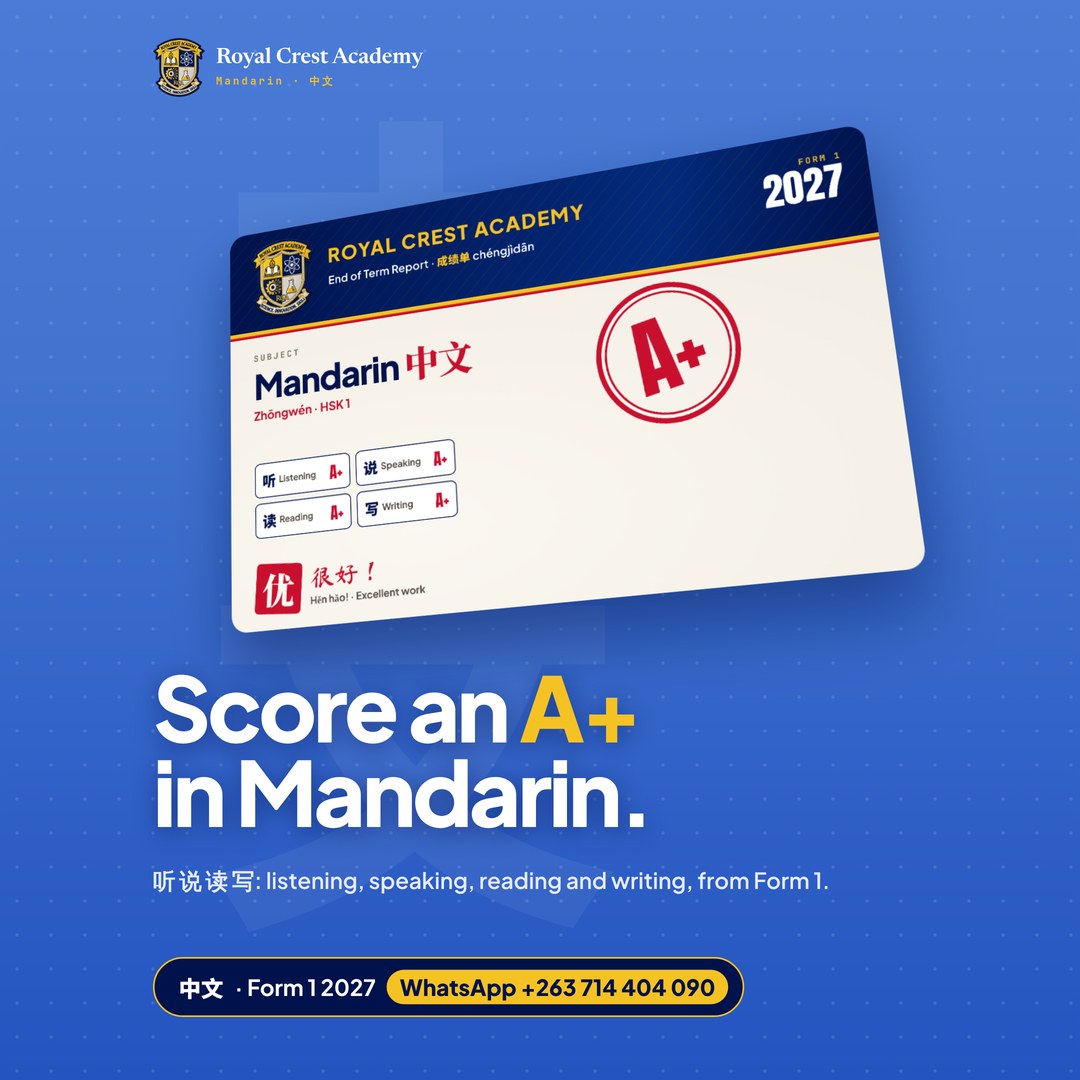 Royal Crest Academy
Mandarin · 中文
FORM 1
2027
ROYAL CREST ACADEMY
End of Term Report · 成绩单 chéngjìdān
SUBJECT
Mandarin 中文
Zhōngwén · HSK 1
A+
听 Listening A+
说 Speaking A+
读 Reading A+
写 Writing A+
优
很好！
Hěn hǎo! · Excellent work
Score an A+
in Mandarin.
听说读写: listening, speaking, reading and writing, from Form 1.
中文 · Form 1 2027 WhatsApp +263 714 404 090